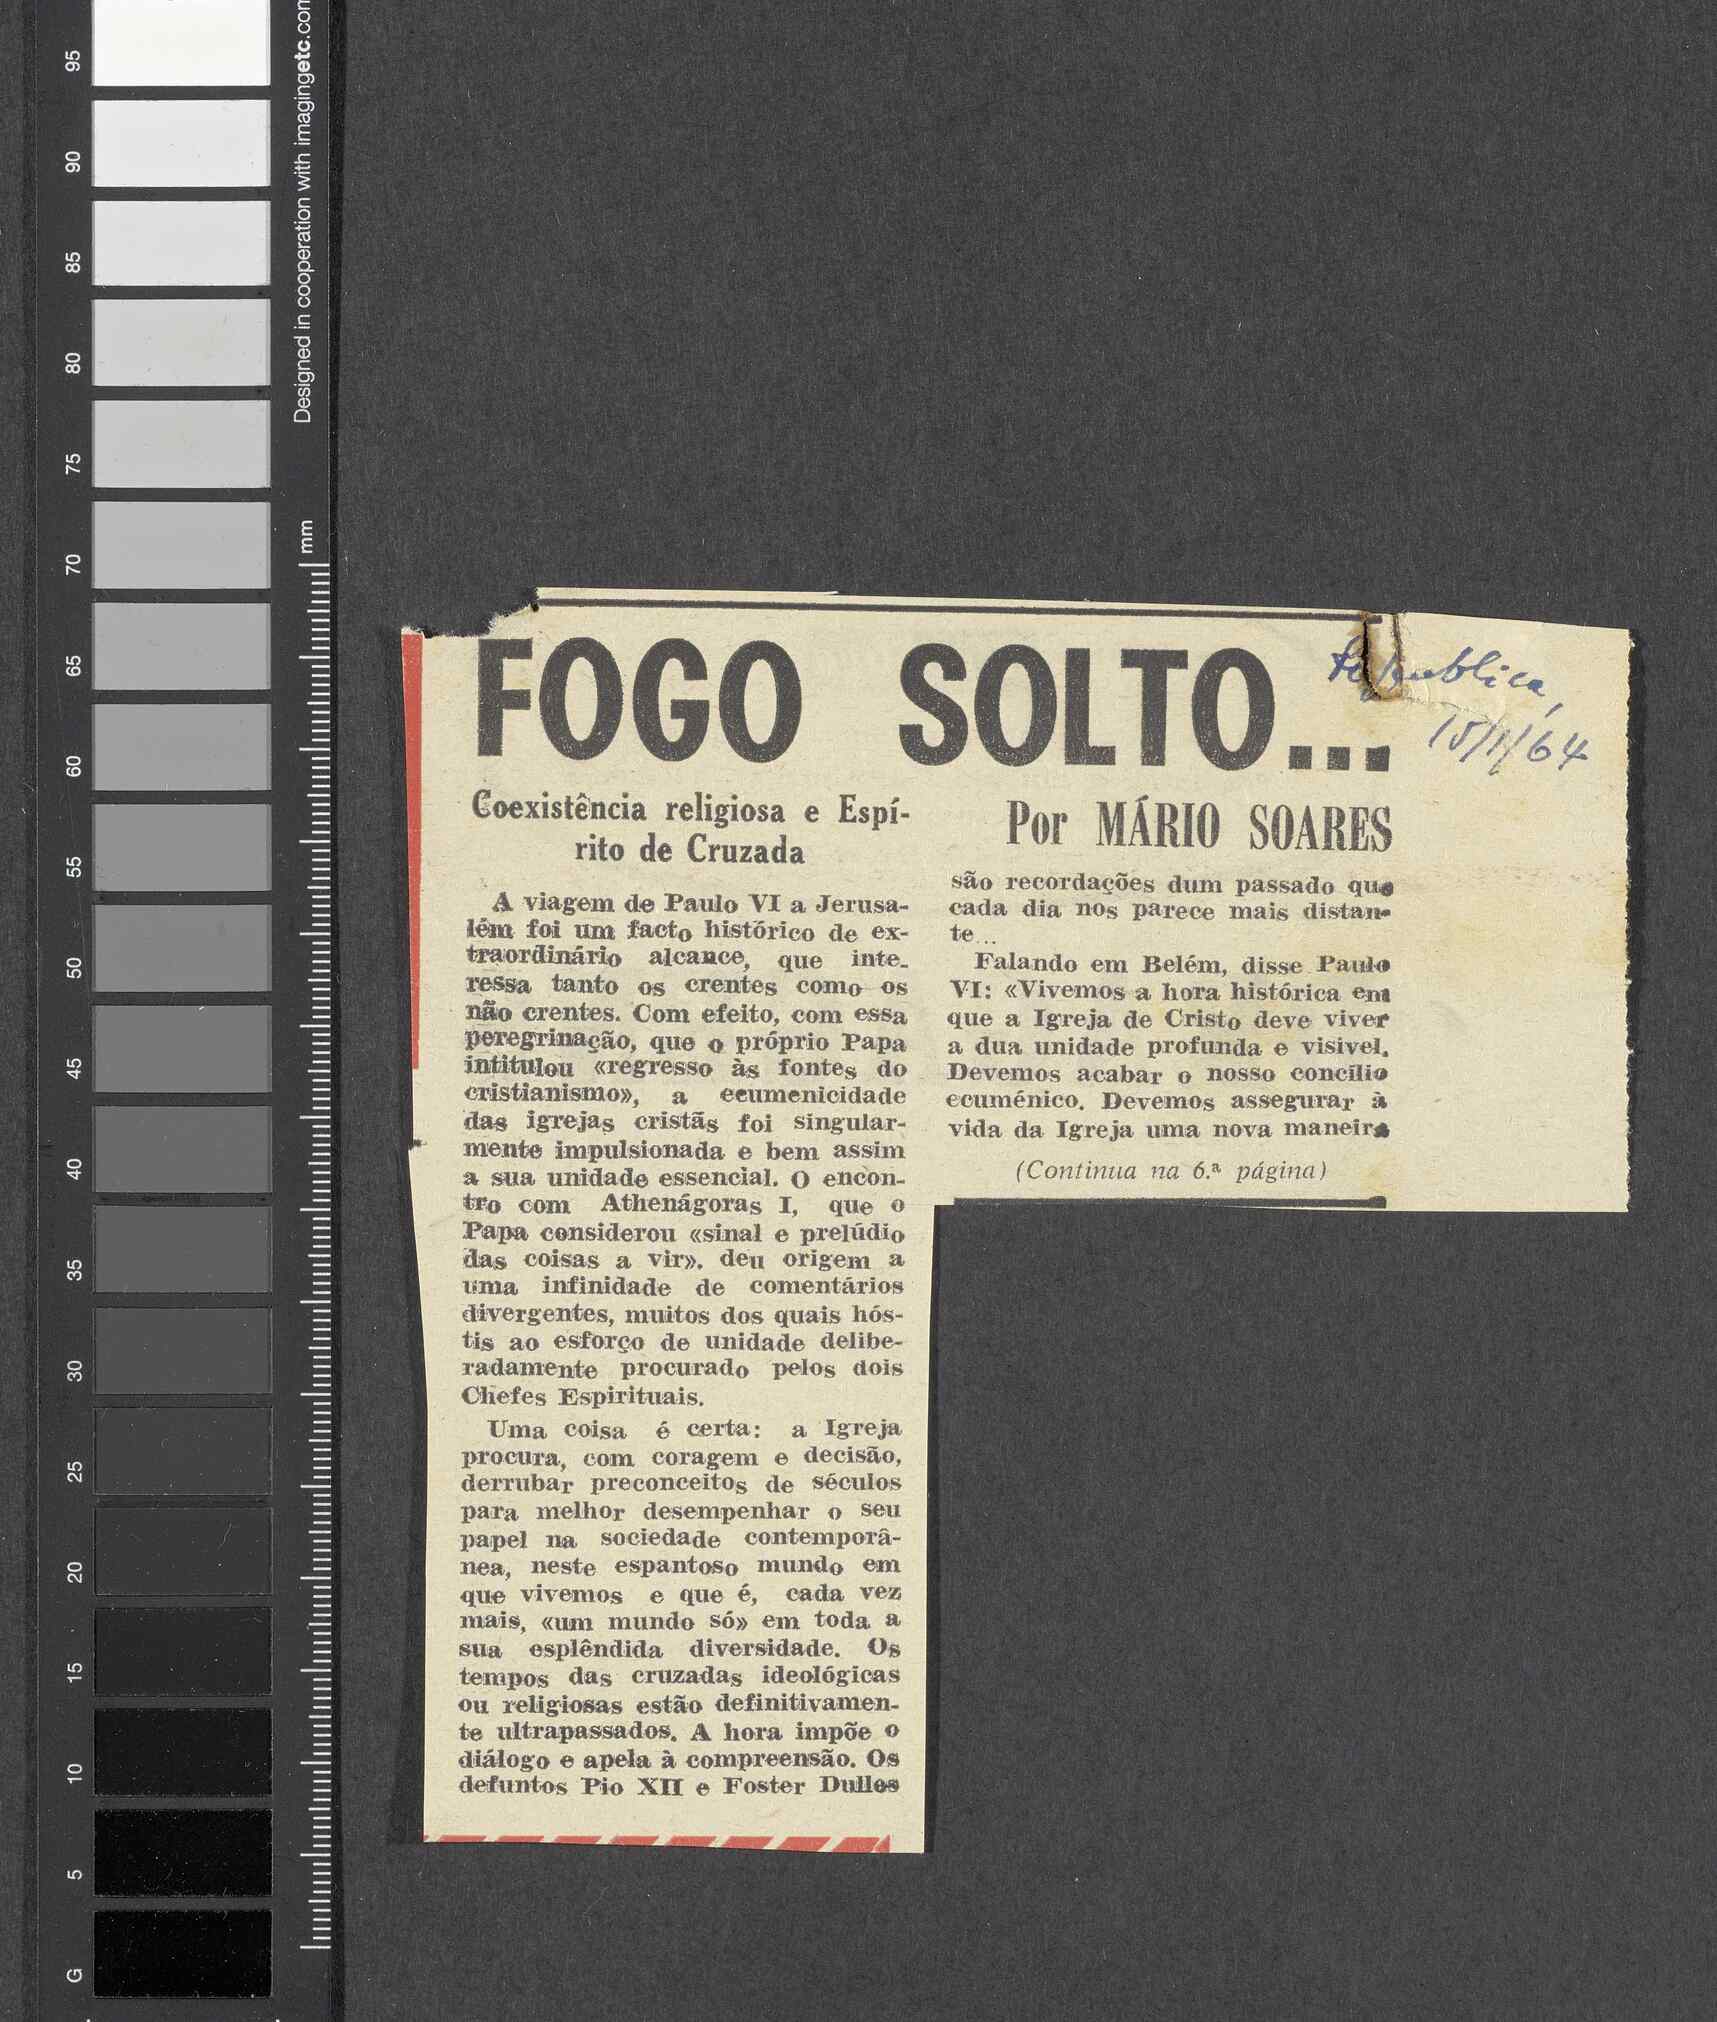 95
90
85
80
75
70
65
60
55
50
45
40
35
30
25
20
15
10
5
G
Designed in cooperation with imagingetc.com
mm
FOGO SOLTO...
República,
15/1/64
Coexistência religiosa e Espí-
rito de Cruzada
Por MÁRIO SOARES
A viagem de Paulo VI a Jerusa-
lém foi um facto histórico de ex-
traordinário alcance, que inte-
ressa tanto os crentes como os
não crentes. Com efeito, com essa
peregrinação, que o próprio Papa
intitulou «regresso às fontes do
cristianismo», a ecumenicidade
das igrejas cristãs foi singular-
mente impulsionada e bem assim
a sua unidade essencial. O encon-
tro com Athenágoras I, que o
Papa considerou «sinal e prelúdio
das coisas a vir». deu origem a
uma infinidade de comentários
divergentes, muitos dos quais hós-
tis ao esforço de unidade delibe-
radamente procurado pelos dois
Chefes Espirituais.
Uma coisa é certa: a Igreja
procura, com coragem e decisão,
derrubar preconceitos de séculos
para melhor desempenhar o seu
papel na sociedade contemporâ-
nea, neste espantoso mundo em
que vivemos e que é, cada vez
mais, «um mundo só» em toda a
sua esplêndida diversidade. Os
tempos das cruzadas ideológicas
ou religiosas estão definitivamen-
te ultrapassados. A hora impõe o
diálogo e apela à compreensão. Os
defuntos Pio XII e Foster Dulles
são recordações dum passado que
cada dia nos parece mais distan-
te...
Falando em Belém, disse Paulo
VI: «Vivemos a hora histórica em
que a Igreja de Cristo deve viver
a dua unidade profunda e visivel.
Devemos acabar o nosso concílio
ecuménico. Devemos assegurar à
vida da Igreja uma nova maneira
(Continua na 6.ª página)